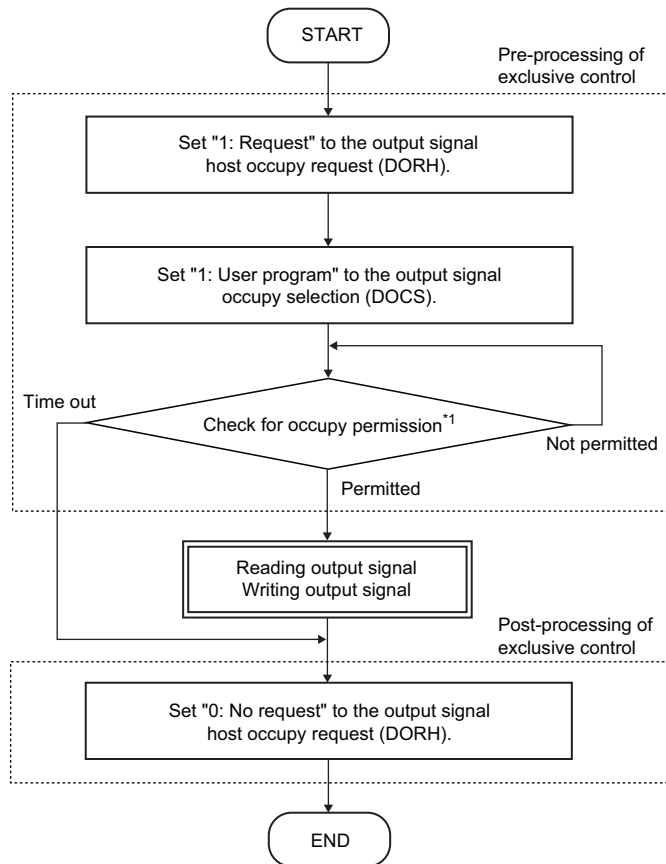 START
Pre-processing of
exclusive control
Set "1: Request" to the output signal
host occupy request (DORH).
Set "1: User program" to the output signal
occupy selection (DOCS).
Time out
Check for occupy permission*1
Not permitted
Permitted
Reading output signal
Writing output signal
Post-processing of
exclusive control
Set "0: No request" to the output signal
host occupy request (DORH).
END